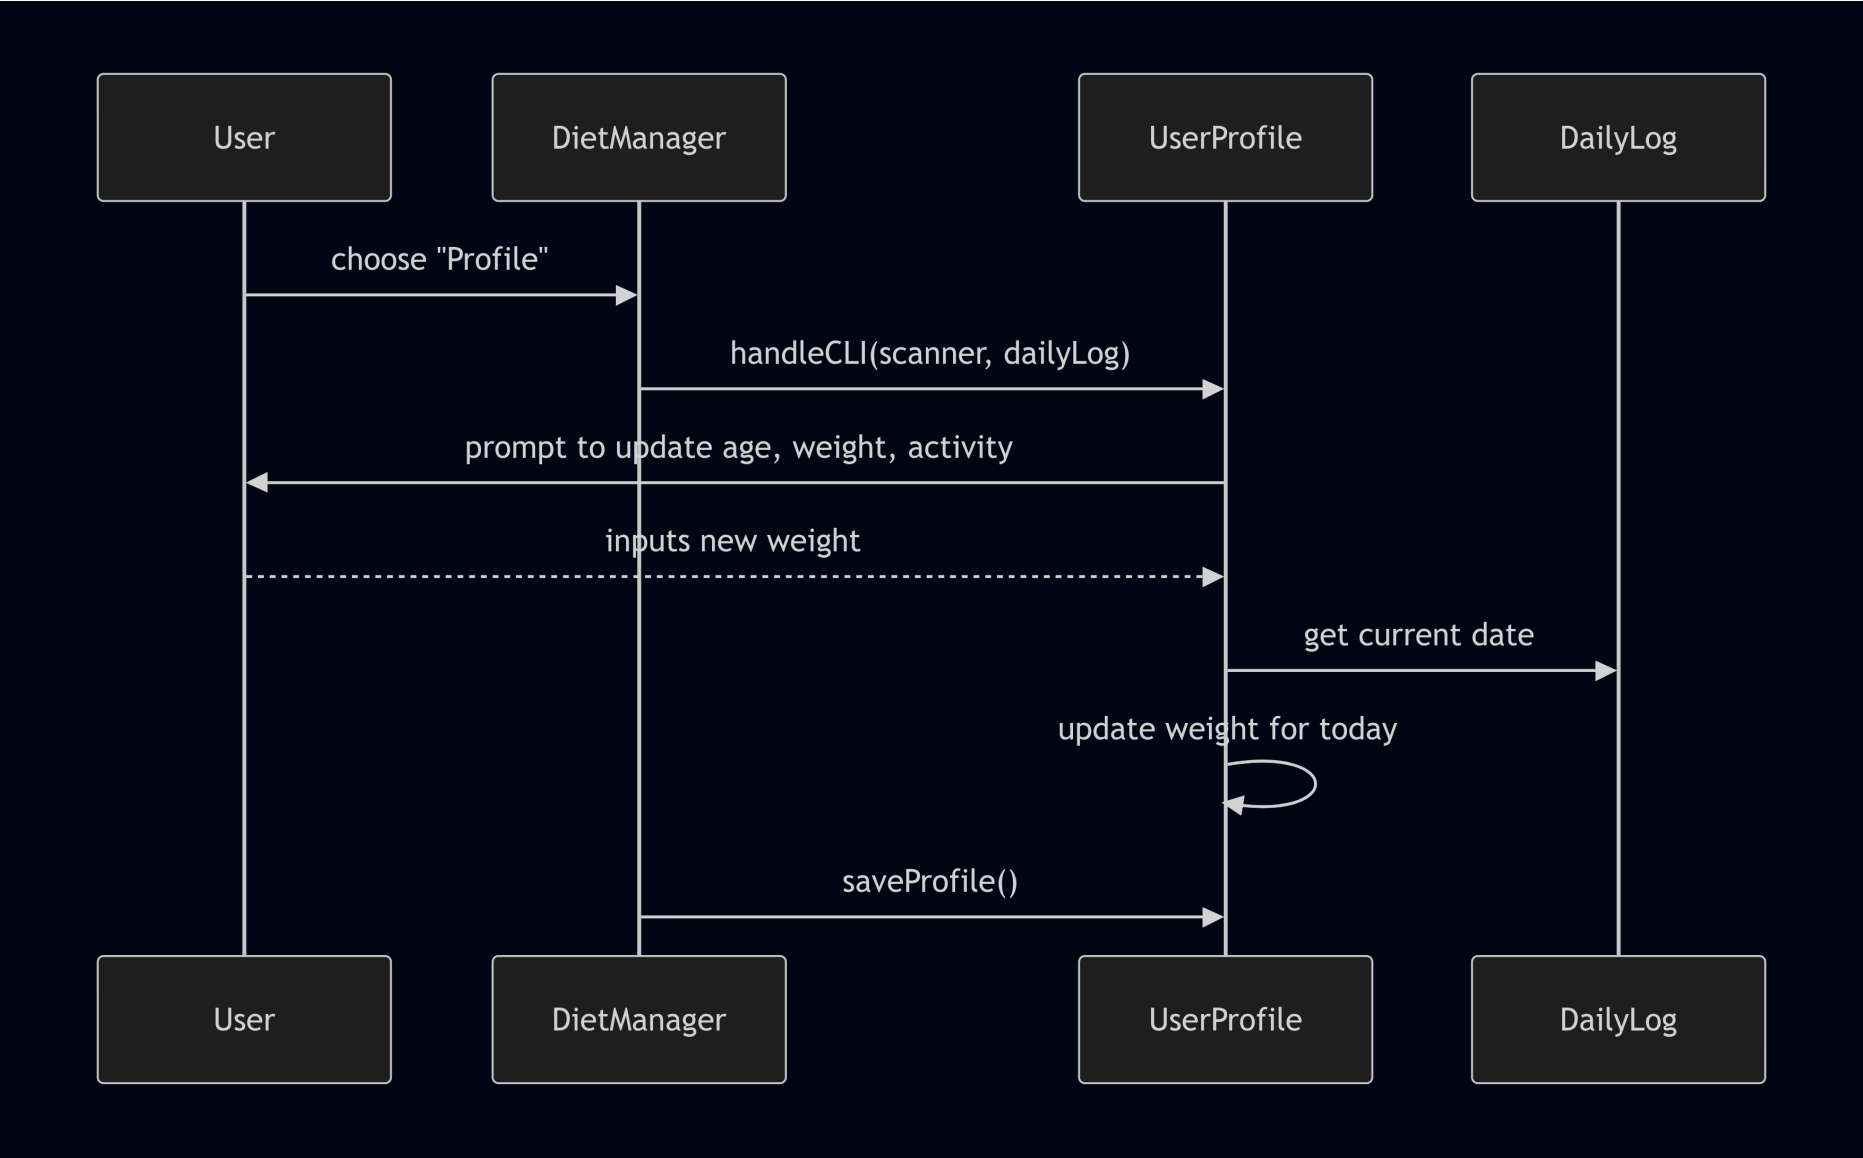 User
DietManager
UserProfile
DailyLog
choose "Profile"
handleCLI(scanner, dailyLog)
prompt to update age, weight, activity
inputs new weight
get current date
update weight for today
saveProfile()
User
DietManager
UserProfile
DailyLog